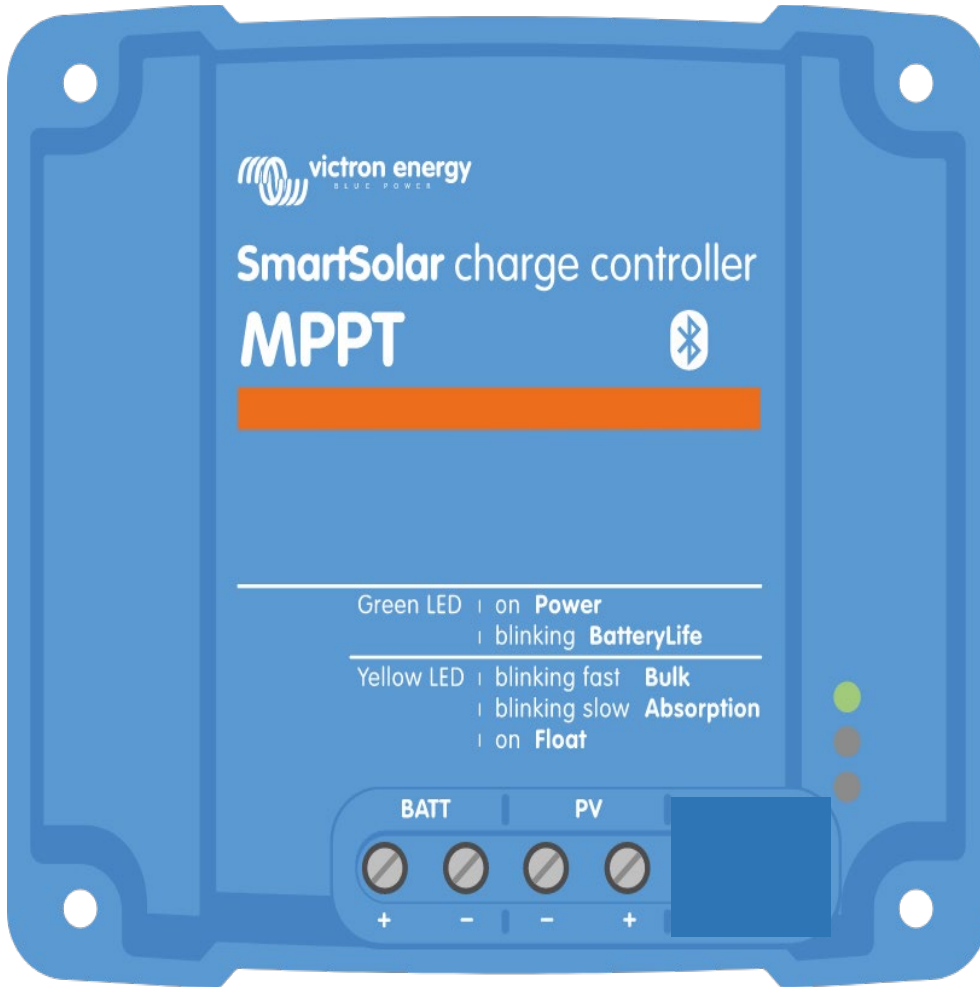 victron energy
BLUE POWER
SmartSolar charge controller
MPPT
Green LED on Power
blinking BatteryLife
Yellow LED blinking fast Bulk
blinking slow Absorption
on Float
BATT PV
+ − − +